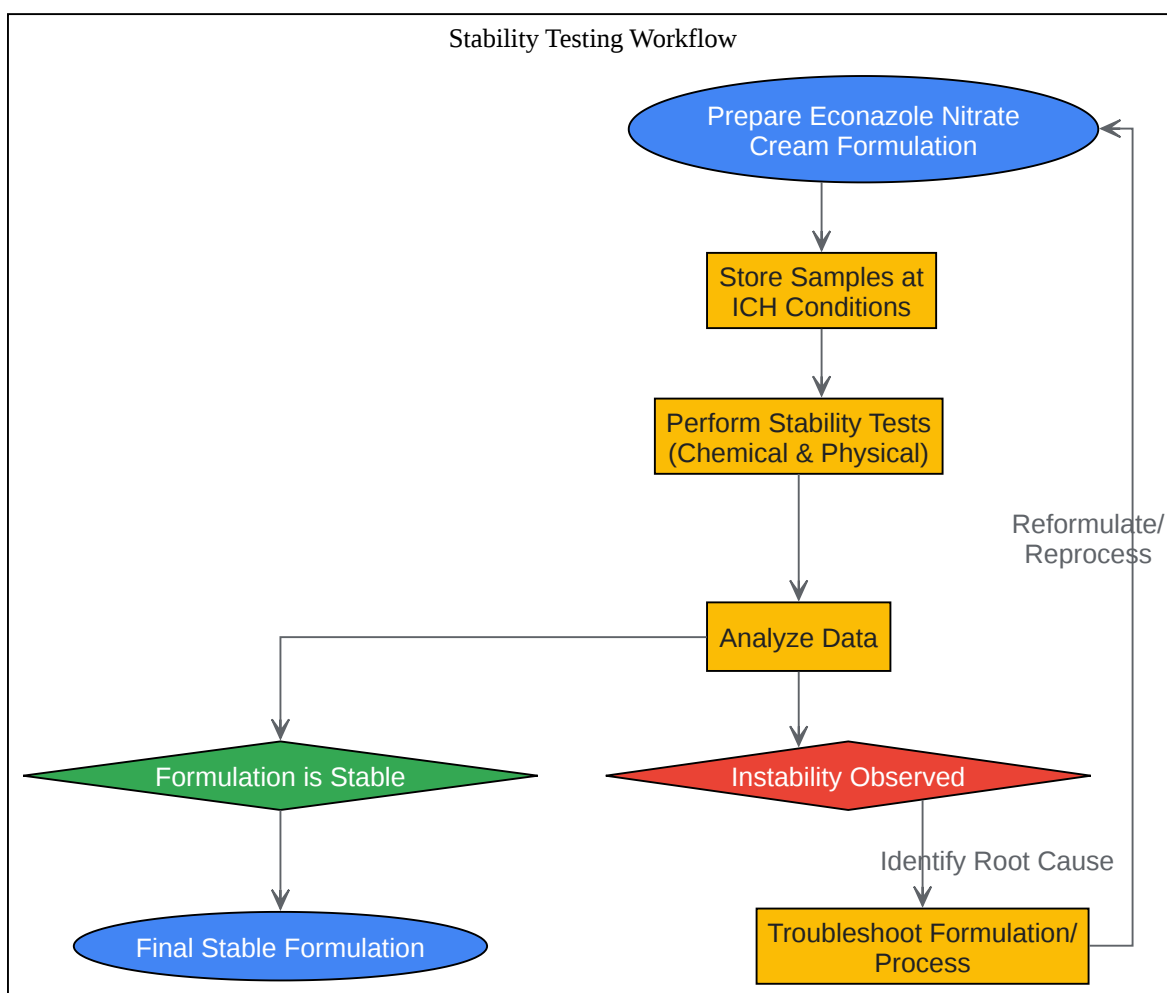 Stability Testing Workflow
Prepare Econazole Nitrate
Cream Formulation
Store Samples at
ICH Conditions
Perform Stability Tests
(Chemical & Physical)
Reformulate/
Reprocess
Analyze Data
Formulation is Stable
Instability Observed
Identify Root Cause
Final Stable Formulation
Troubleshoot Formulation/
Process